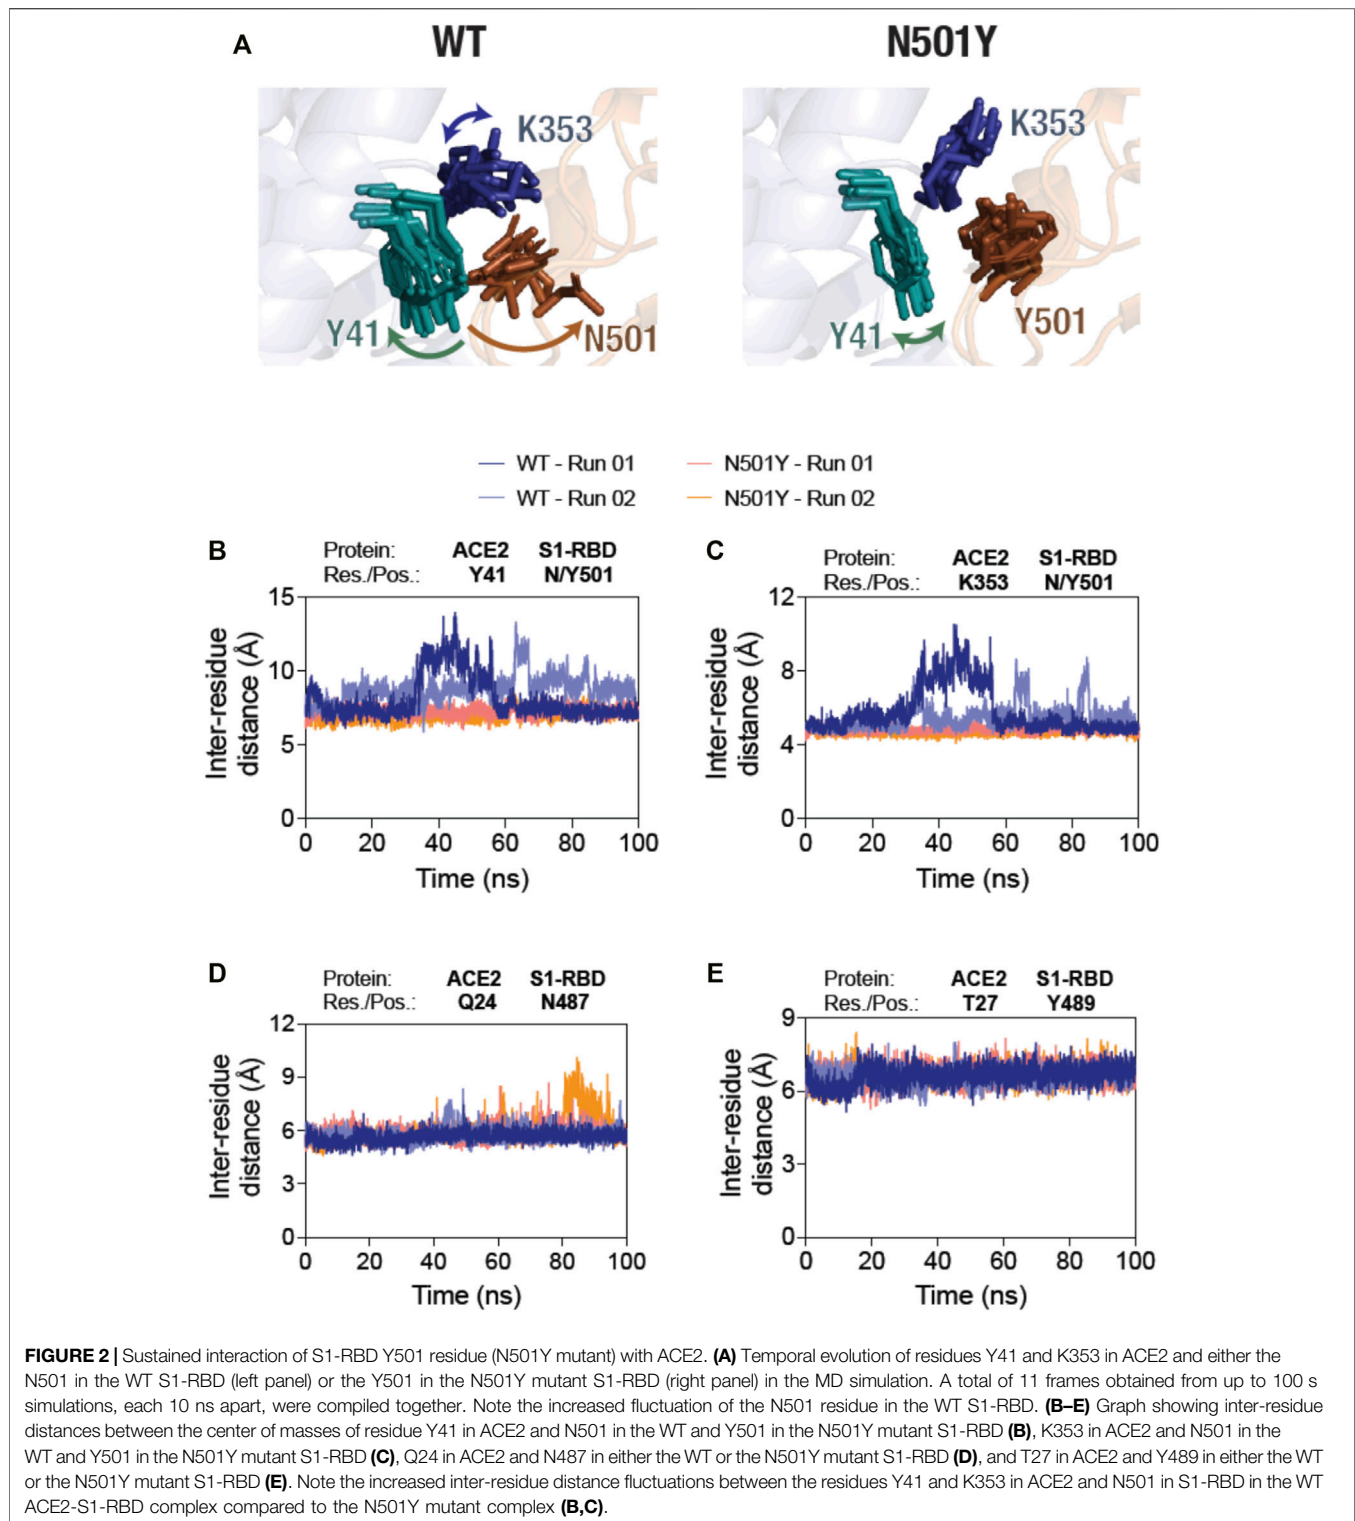 A
WT
N501Y
K353
Y41
N501
K353
Y41
Y501
WT - Run 01
N501Y - Run 01
WT - Run 02
N501Y - Run 02
B
Protein: ACE2 S1-RBD
Res./Pos.: Y41 N/Y501
15
10
5
0
Inter-residue
distance (Å)
0 20 40 60 80 100
Time (ns)
C
Protein: ACE2 S1-RBD
Res./Pos.: K353 N/Y501
12
8
4
0
Inter-residue
distance (Å)
0 20 40 60 80 100
Time (ns)
D
Protein: ACE2 S1-RBD
Res./Pos.: Q24 N487
12
9
6
3
0
Inter-residue
distance (Å)
0 20 40 60 80 100
Time (ns)
E
Protein: ACE2 S1-RBD
Res./Pos.: T27 Y489
9
6
3
0
Inter-residue
distance (Å)
0 20 40 60 80 100
Time (ns)
FIGURE 2 | Sustained interaction of S1-RBD Y501 residue (N501Y mutant) with ACE2. (A) Temporal evolution of residues Y41 and K353 in ACE2 and either the
N501 in the WT S1-RBD (left panel) or the Y501 in the N501Y mutant S1-RBD (right panel) in the MD simulation. A total of 11 frames obtained from up to 100 s
simulations, each 10 ns apart, were compiled together. Note the increased fluctuation of the N501 residue in the WT S1-RBD. (B–E) Graph showing inter-residue
distances between the center of masses of residue Y41 in ACE2 and N501 in the WT and Y501 in the N501Y mutant S1-RBD (B), K353 in ACE2 and N501 in the
WT and Y501 in the N501Y mutant S1-RBD (C), Q24 in ACE2 and N487 in either the WT or the N501Y mutant S1-RBD (D), and T27 in ACE2 and Y489 in either the WT
or the N501Y mutant S1-RBD (E). Note the increased inter-residue distance fluctuations between the residues Y41 and K353 in ACE2 and N501 in S1-RBD in the WT
ACE2-S1-RBD complex compared to the N501Y mutant complex (B,C).